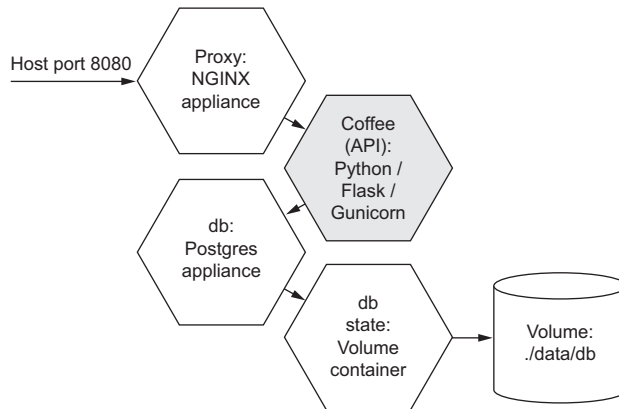 Host port 8080
Proxy:
NGINX
appliance
Coffee
(API):
Python /
Flask /
Gunicorn
db:
Postgres
appliance
db
state:
Volume
container
Volume:
./data/db